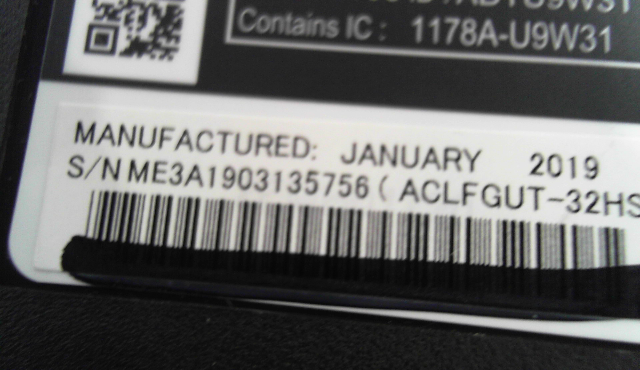 Contains IC : 1178A-U9W31
MANUFACTURED: JANUARY 2019
S/N ME3A1903135756 ( ACLFGUT-32HS